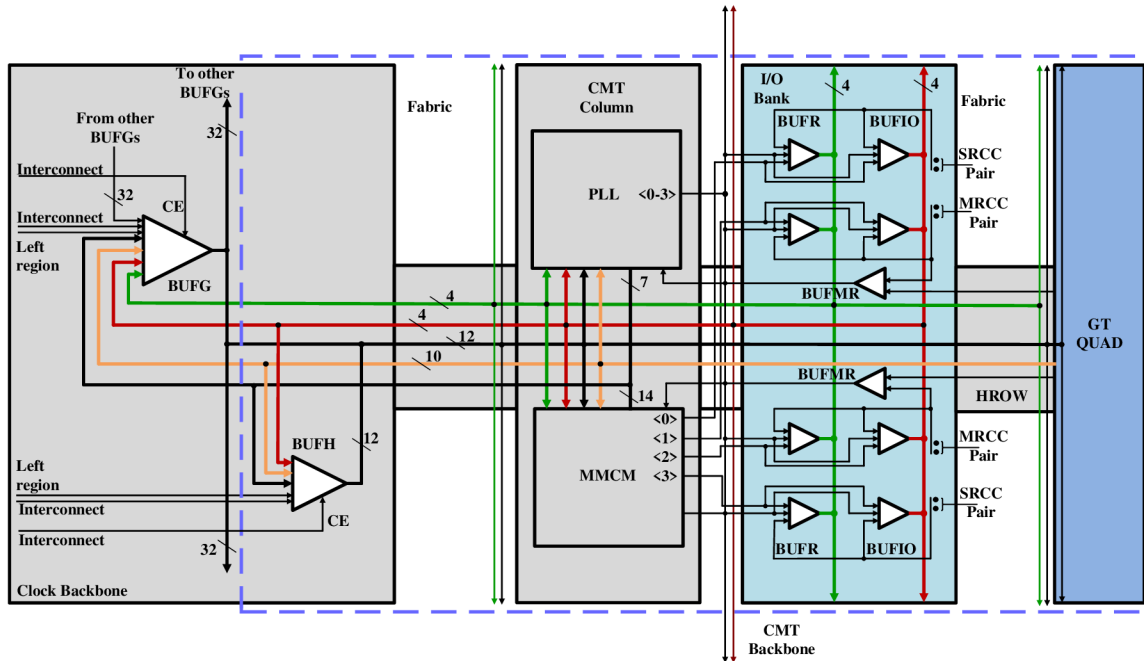 To other
BUFGs
32
From other
BUFGs
Interconnect
32
CE
Interconnect
Left
region
BUFG
Fabric
CMT
Column
PLL
<0-3>
7
4
4
12
10
14
BUFH
12
Left
region
Interconnect
CE
Interconnect
32
Clock Backbone
MMCM
<0>
<1>
<2>
<3>
I/O
Bank
4
4
BUFR
BUFIO
Fabric
SRCC
Pair
MRCC
Pair
BUFMR
GT
QUAD
BUFMR
HROW
MRCC
Pair
SRCC
Pair
BUFR
BUFIO
CMT
Backbone